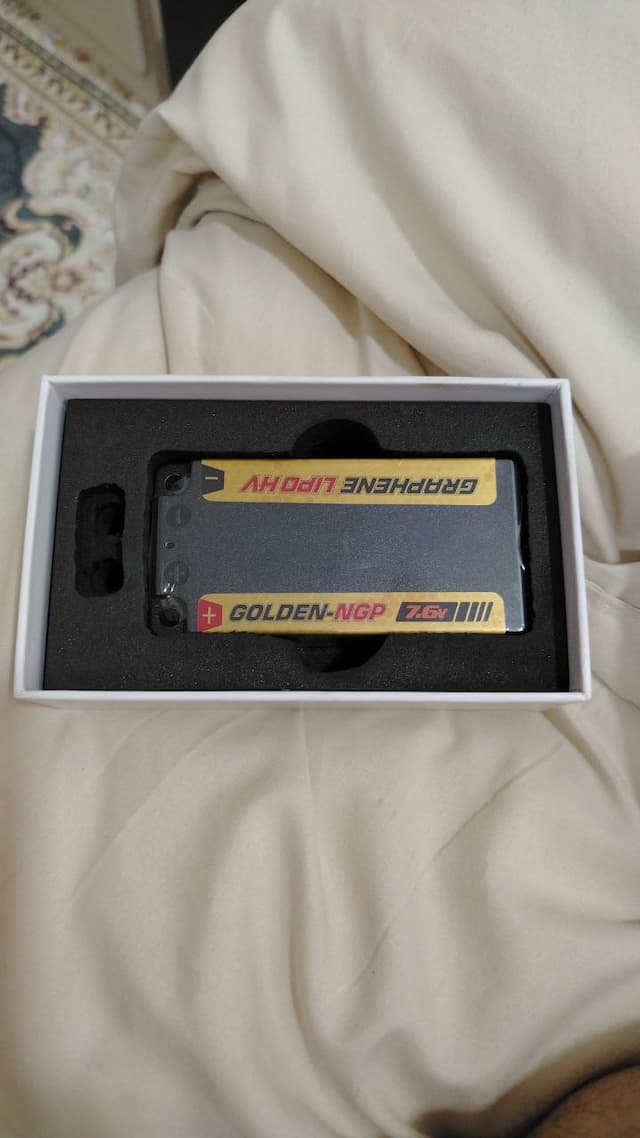 GRAPHENE LIPO HV
−
+
GOLDEN-NGP 7.6V